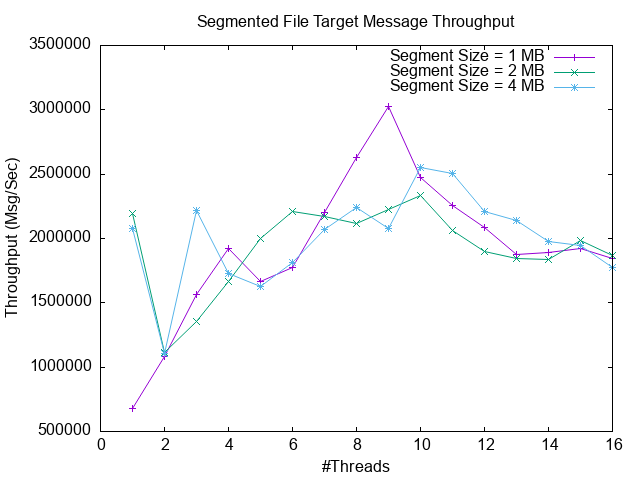 Segmented File Target Message Throughput
3500000
3000000
2500000
2000000
1500000
1000000
500000
Throughput (Msg/Sec)
Segment Size = 1 MB
Segment Size = 2 MB
Segment Size = 4 MB
0 2 4 6 8 10 12 14 16
#Threads